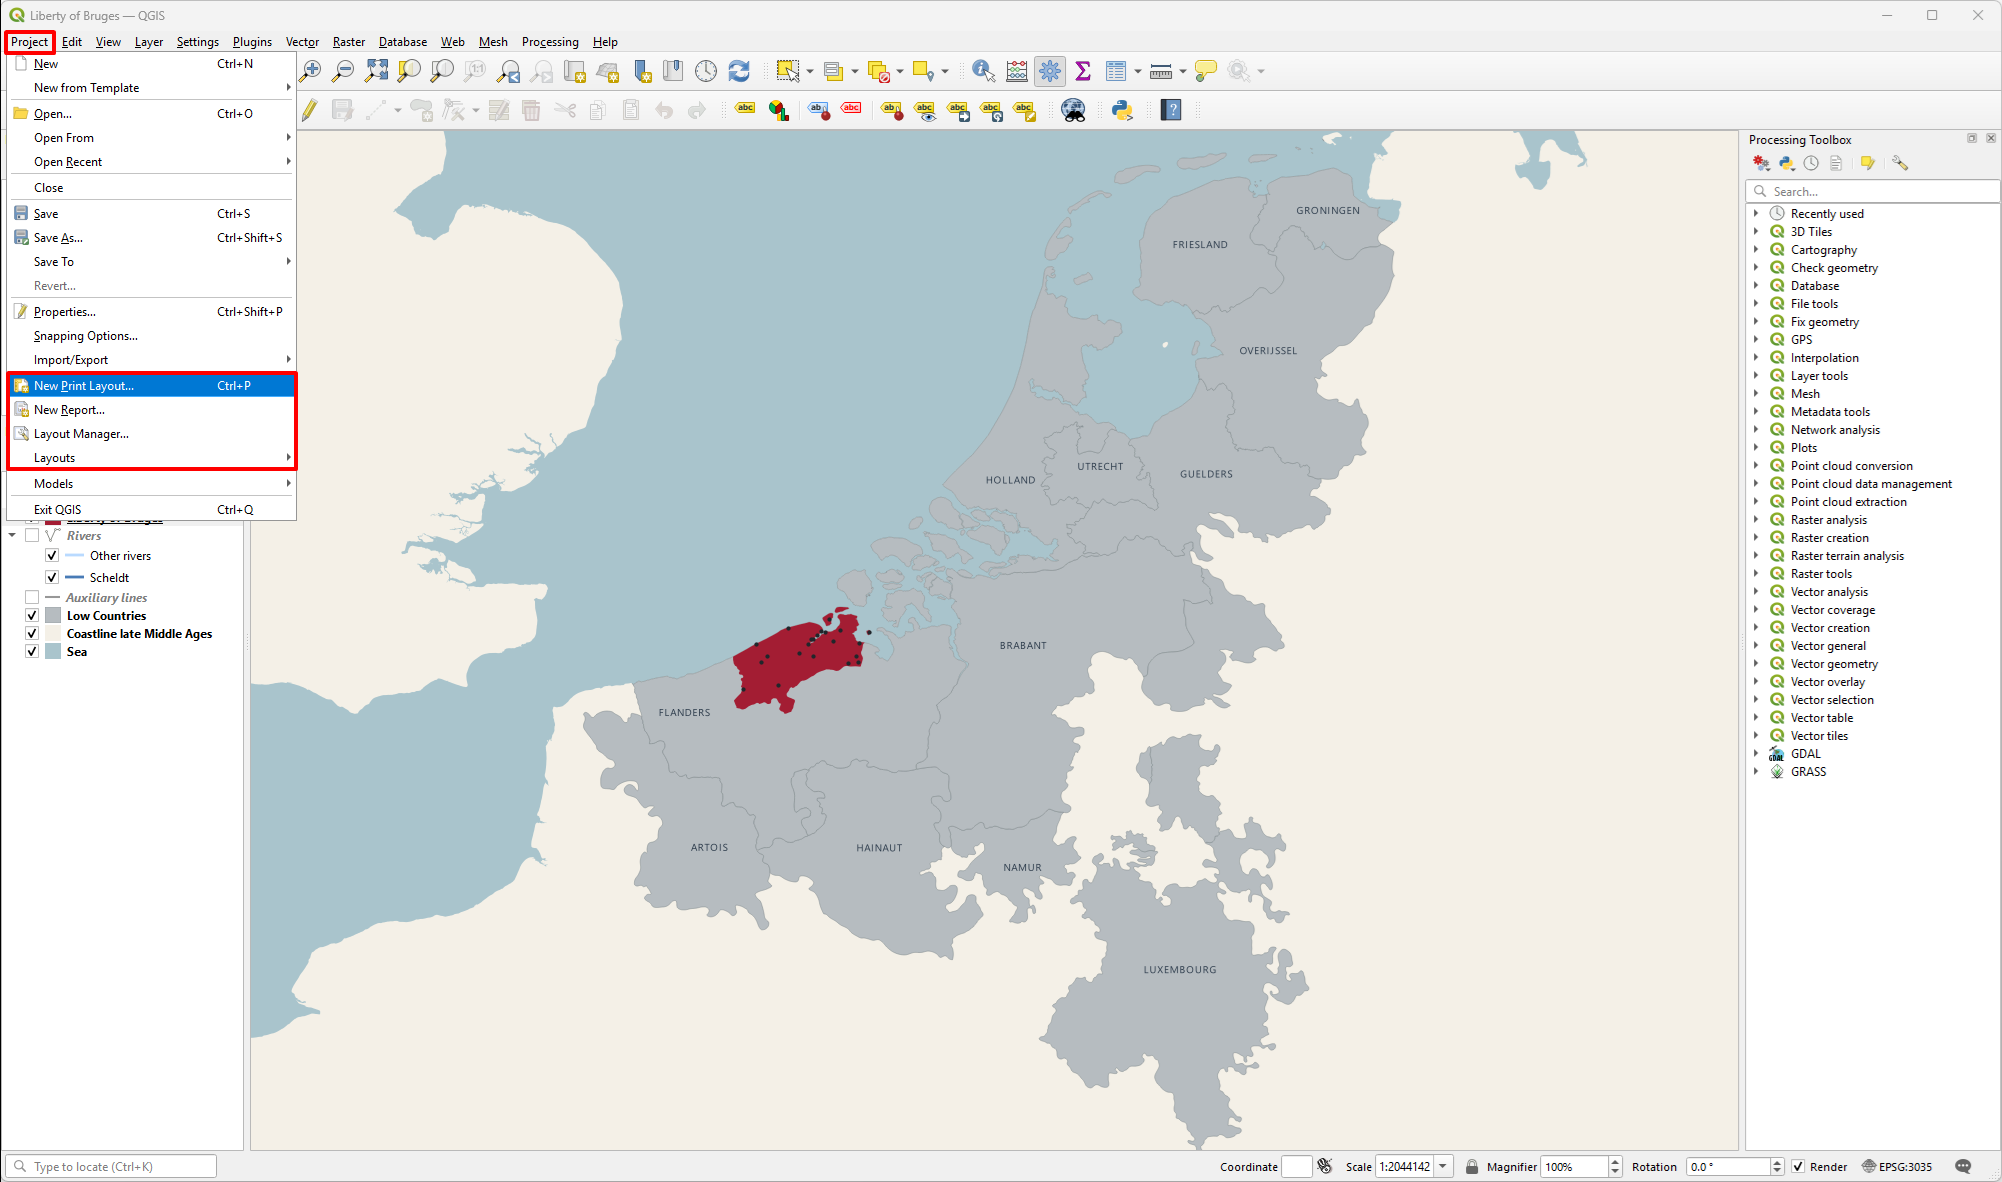 Liberty of Bruges — QGIS
Project Edit View Layer Settings Plugins Vector Raster Database Web Mesh Processing Help
New Ctrl+N
New from Template
Open... Ctrl+O
Open From
Open Recent
Close
Save Ctrl+S
Save As... Ctrl+Shift+S
Save To
Revert...
Properties... Ctrl+Shift+P
Snapping Options...
Import/Export
New Print Layout... Ctrl+P
New Report...
Layout Manager...
Layouts
Models
Exit QGIS Ctrl+Q
Liberty of Bruges
Rivers
Other rivers
Scheldt
Auxiliary lines
Low Countries
Coastline late Middle Ages
Sea
GRONINGEN
FRIESLAND
OVERIJSSEL
UTRECHT
GUELDERS
HOLLAND
BRABANT
FLANDERS
ARTOIS
HAINAUT
NAMUR
LUXEMBOURG
Processing Toolbox
Search...
Recently used
3D Tiles
Cartography
Check geometry
Database
File tools
Fix geometry
GPS
Interpolation
Layer tools
Mesh
Metadata tools
Network analysis
Plots
Point cloud conversion
Point cloud data management
Point cloud extraction
Raster analysis
Raster creation
Raster terrain analysis
Raster tools
Vector analysis
Vector coverage
Vector creation
Vector general
Vector geometry
Vector overlay
Vector selection
Vector table
Vector tiles
GDAL
GRASS
Type to locate (Ctrl+K)
Coordinate Scale 1:2044142 Magnifier 100% Rotation 0.0 ° Render EPSG:3035